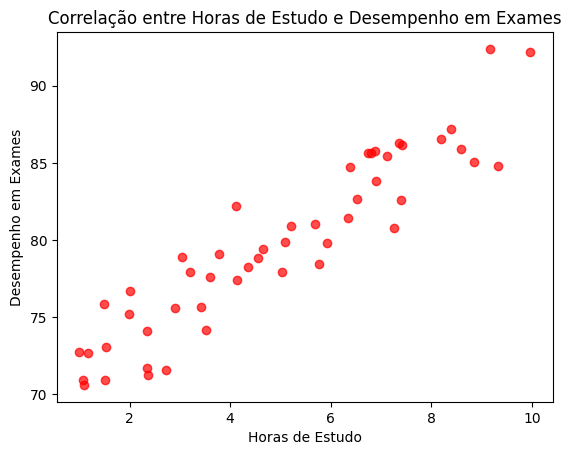 Correlação entre Horas de Estudo e Desempenho em Exames
Desempenho em Exames
90
85
80
75
70
2 4 6 8 10
Horas de Estudo